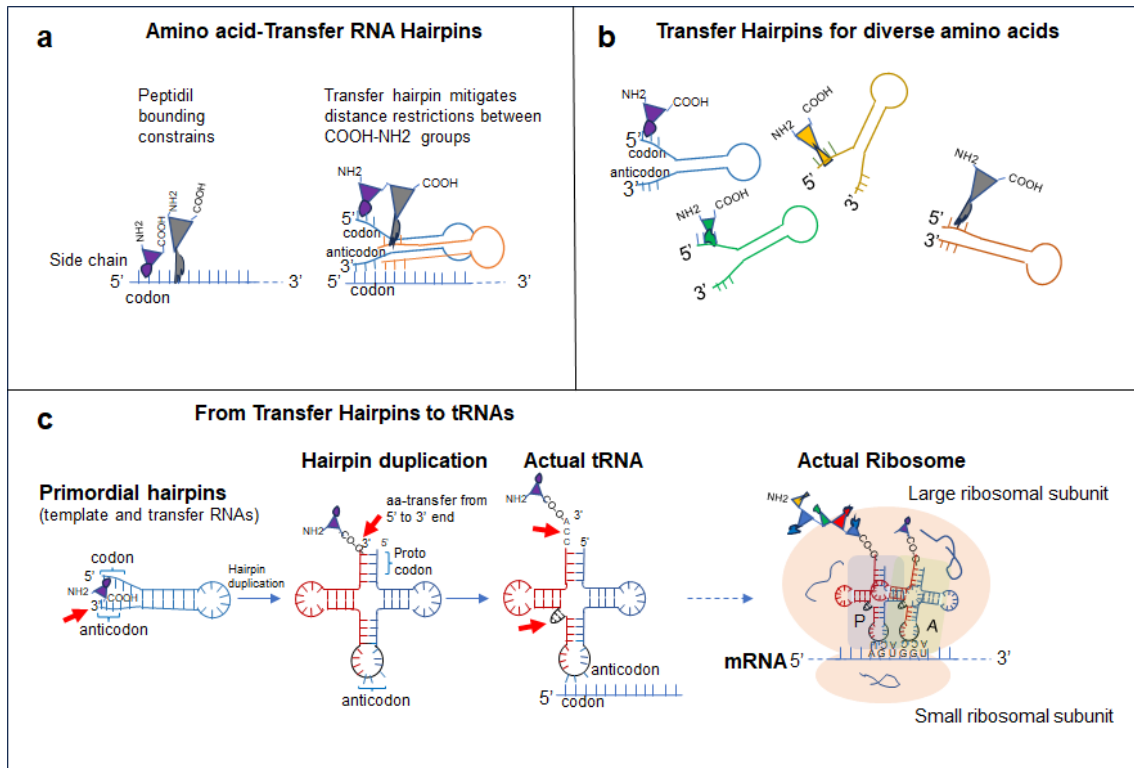 a
Amino acid-Transfer RNA Hairpins
Peptidil
bounding
constrains
Transfer hairpin mitigates
distance restrictions between
COOH-NH2 groups
NH2
COOH
NH2
COOH
Side chain
5'
3'
codon
NH2
COOH
5'
codon
anticodon
3'
5'
3'
codon
b
Transfer Hairpins for diverse amino acids
NH2
COOH
5'
codon
anticodon
3'
NH2
COOH
5'
3'
NH2
COOH
5'
3'
NH2
COOH
5'
3'
c
From Transfer Hairpins to tRNAs
Primordial hairpins
(template and transfer RNAs)
codon
5'
NH2
COOH
3'
anticodon
Hairpin
duplication
Hairpin duplication
aa-transfer from
5' to 3' end
NH2
COO
3'
5'
Proto
codon
anticodon
Actual tRNA
NH2
COO
A
C
C
3'
5'
anticodon
5'
codon
Actual Ribosome
Large ribosomal subunit
NH2
COO
COO
P
A
AGUGGU
mRNA
5'
3'
Small ribosomal subunit